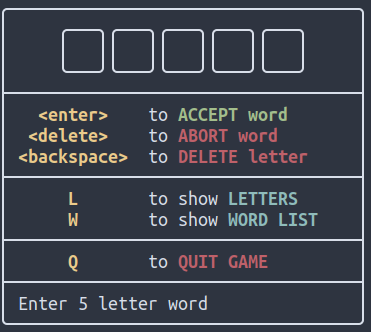 <enter> to ACCEPT word
<delete> to ABORT word
<backspace> to DELETE letter
L to show LETTERS
W to show WORD LIST
Q to QUIT GAME
Enter 5 letter word